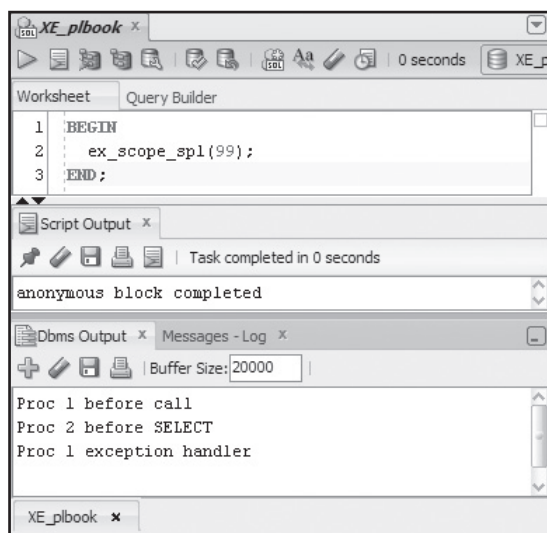 XE_plbook ×
SQL Aa 0 seconds XE_p
Worksheet Query Builder
1 BEGIN
2 ex_scope_sp1(99);
3 END;
Script Output ×
Task completed in 0 seconds
anonymous block completed
Dbms Output × Messages - Log ×
Buffer Size: 20000
Proc 1 before call
Proc 2 before SELECT
Proc 1 exception handler
XE_plbook ×